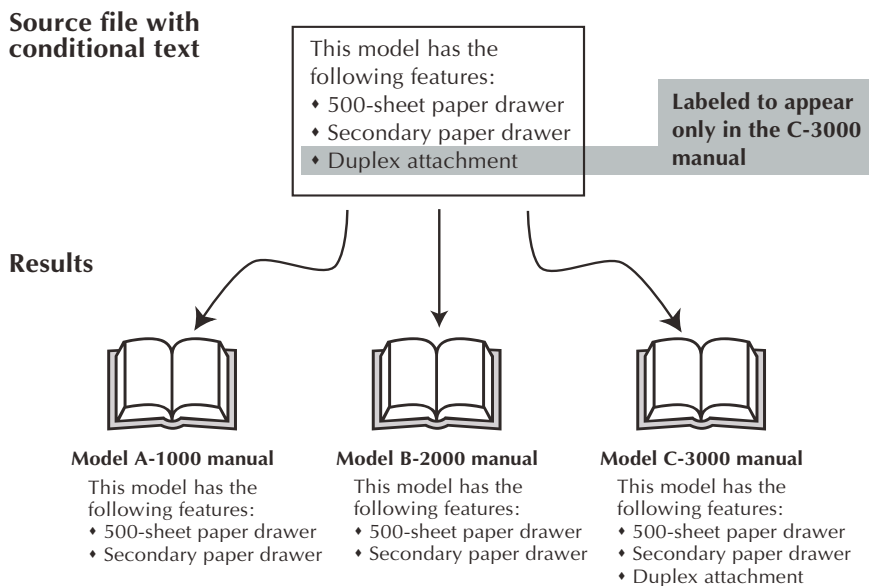 Source file with
conditional text
This model has the
following features:
⬩ 500-sheet paper drawer
⬩ Secondary paper drawer
⬩ Duplex attachment
Labeled to appear
only in the C-3000
manual
Results
Model A-1000 manual
This model has the
following features:
⬩ 500-sheet paper drawer
⬩ Secondary paper drawer
Model B-2000 manual
This model has the
following features:
⬩ 500-sheet paper drawer
⬩ Secondary paper drawer
Model C-3000 manual
This model has the
following features:
⬩ 500-sheet paper drawer
⬩ Secondary paper drawer
⬩ Duplex attachment